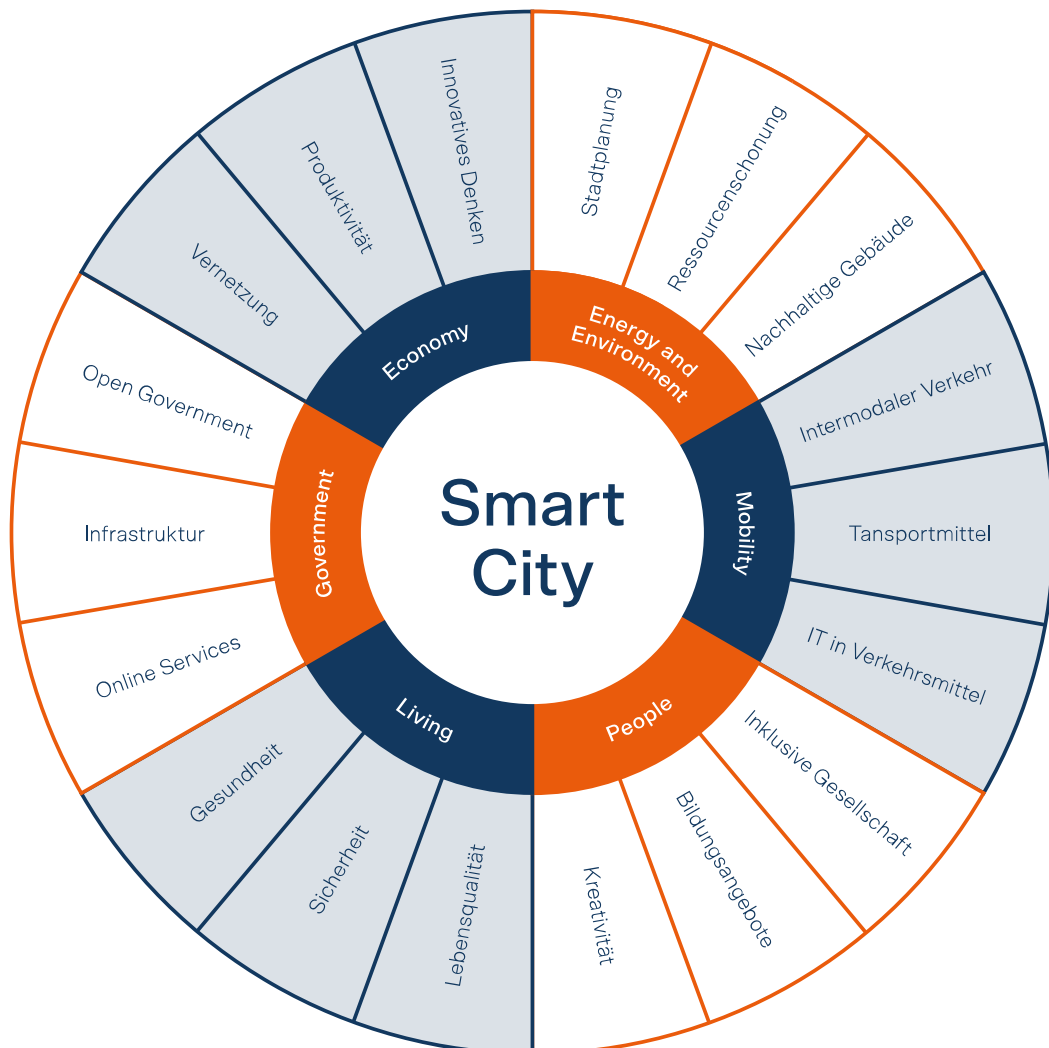 Smart
City
Energy and
Environment
Stadtplanung
Ressourcenschonung
Nachhaltige Gebäude
Mobility
Intermodaler Verkehr
Tansportmittel
IT in Verkehrsmittel
People
Inklusive Gesellschaft
Bildungsangebote
Kreativität
Living
Lebensqualität
Sicherheit
Gesundheit
Government
Online Services
Infrastruktur
Open Government
Economy
Vernetzung
Produktivität
Innovatives Denken